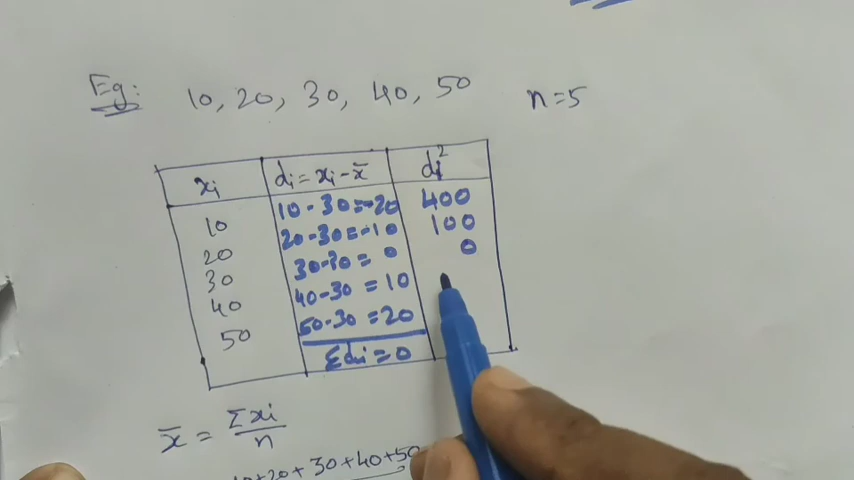 Eg: 10, 20, 30, 40, 50 n=5
xi di = xi - x̄ di²
10 10-30=-20 400
20 20-30=-10 100
30 30-30= 0 0
40 40-30 = 10
50 50-30 =20
Σdi=0
x̄ = Σxi/n
10+20+30+40+50